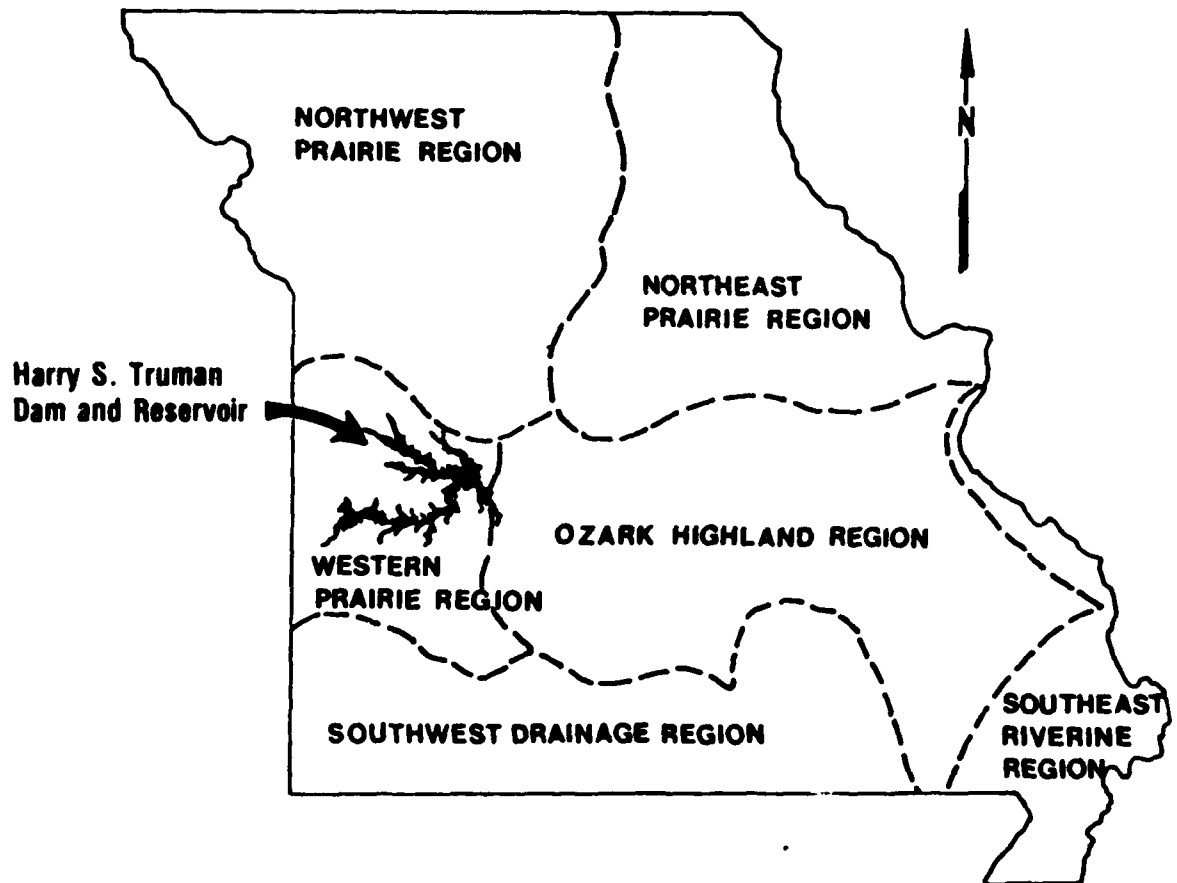 NORTHWEST
PRAIRIE REGION
N
NORTHEAST
PRAIRIE REGION
Harry S. Truman
Dam and Reservoir
OZARK HIGHLAND REGION
WESTERN
PRAIRIE REGION
SOUTHWEST DRAINAGE REGION
SOUTHEAST
RIVERINE
REGION